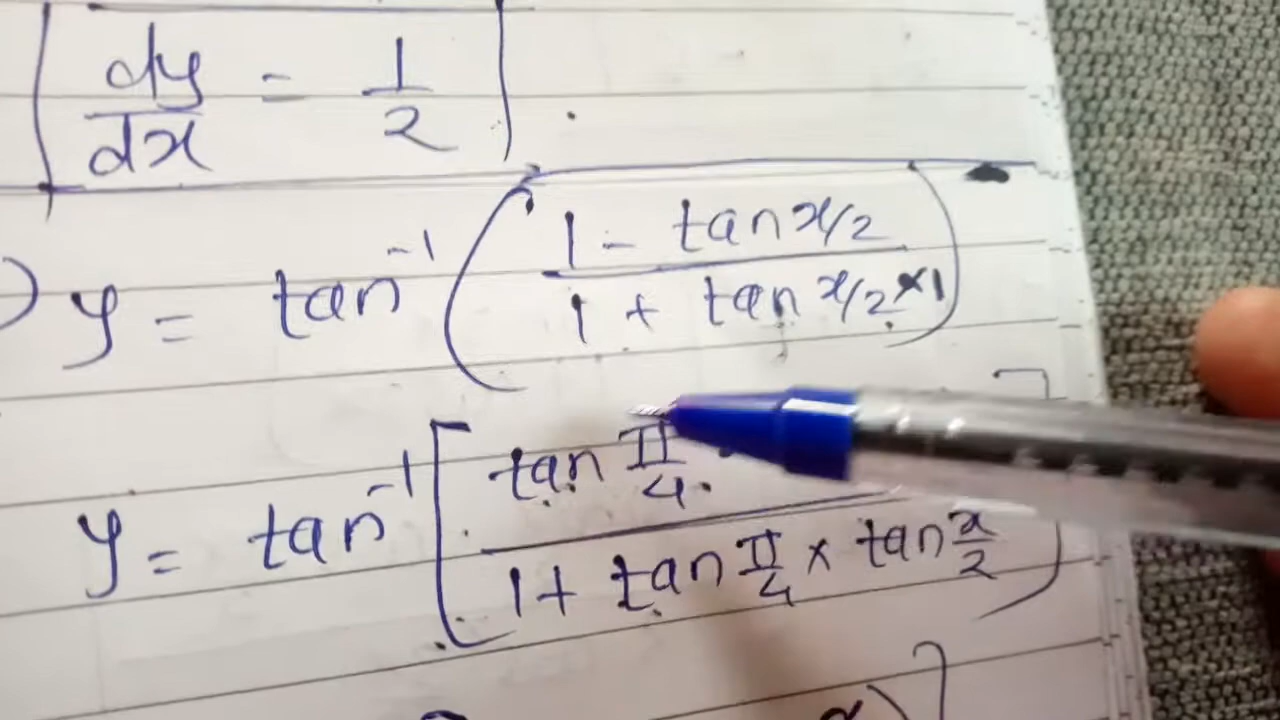 dy/dx = 1/2
) y = tan⁻¹ ( (1 - tan x/2) / (1 + tan x/2 × 1) )
y = tan⁻¹ [ tan π/4 / (1 + tan π/4 × tan x/2) ]